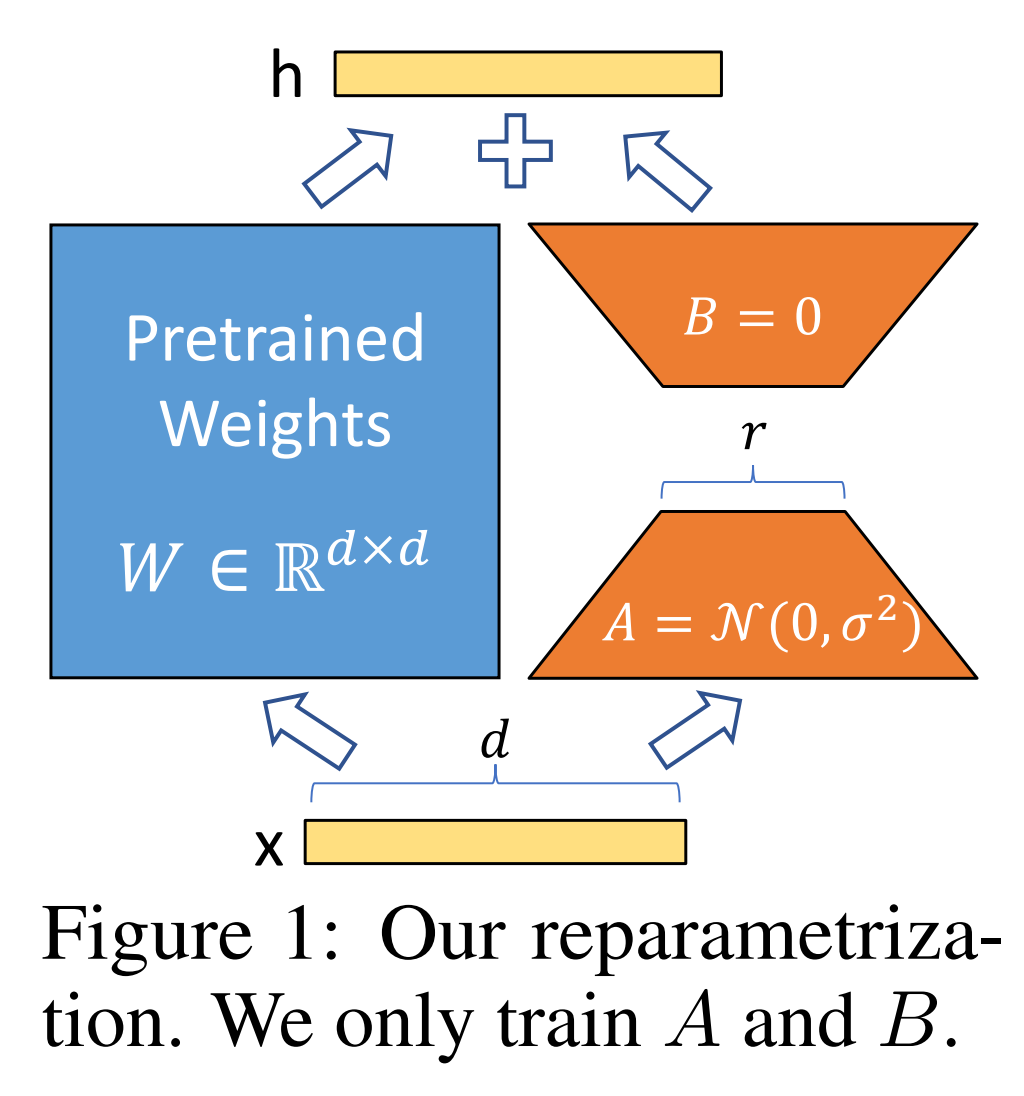 h
Pretrained
Weights
W ∈ ℝ^{d×d}
B = 0
r
A = 𝒩(0, σ²)
d
x
Figure 1: Our reparametriza-
tion. We only train A and B.